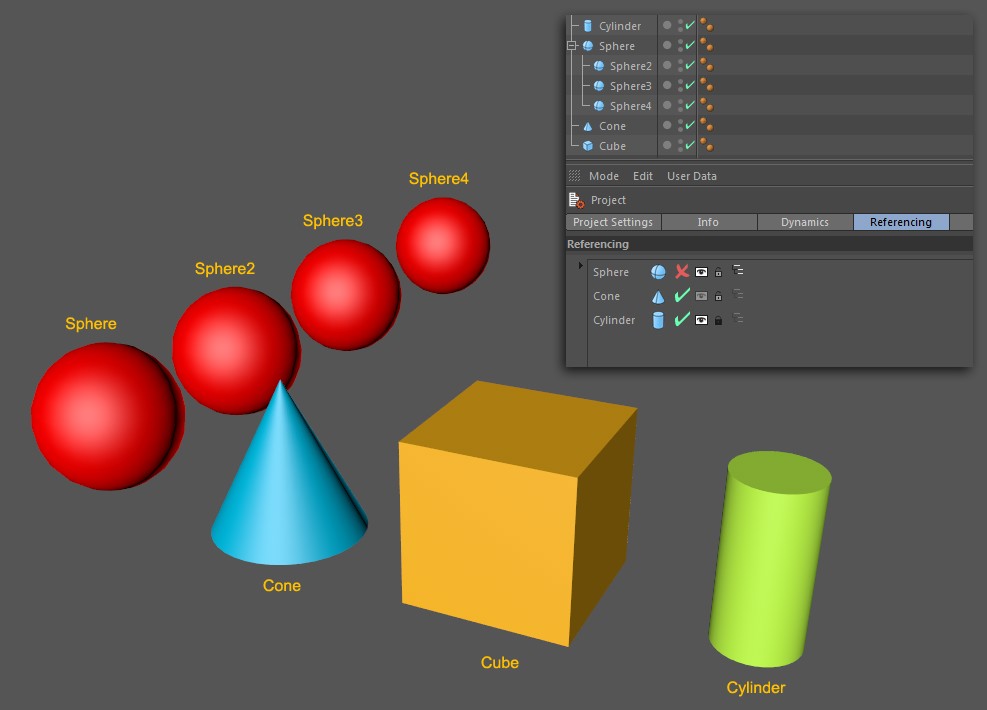 Cylinder
Sphere
Sphere2
Sphere3
Sphere4
Cone
Cube
Mode Edit User Data
Project
Project Settings Info Dynamics Referencing
Referencing
Sphere
Cone
Cylinder
Sphere4
Sphere3
Sphere2
Sphere
Cone
Cube
Cylinder